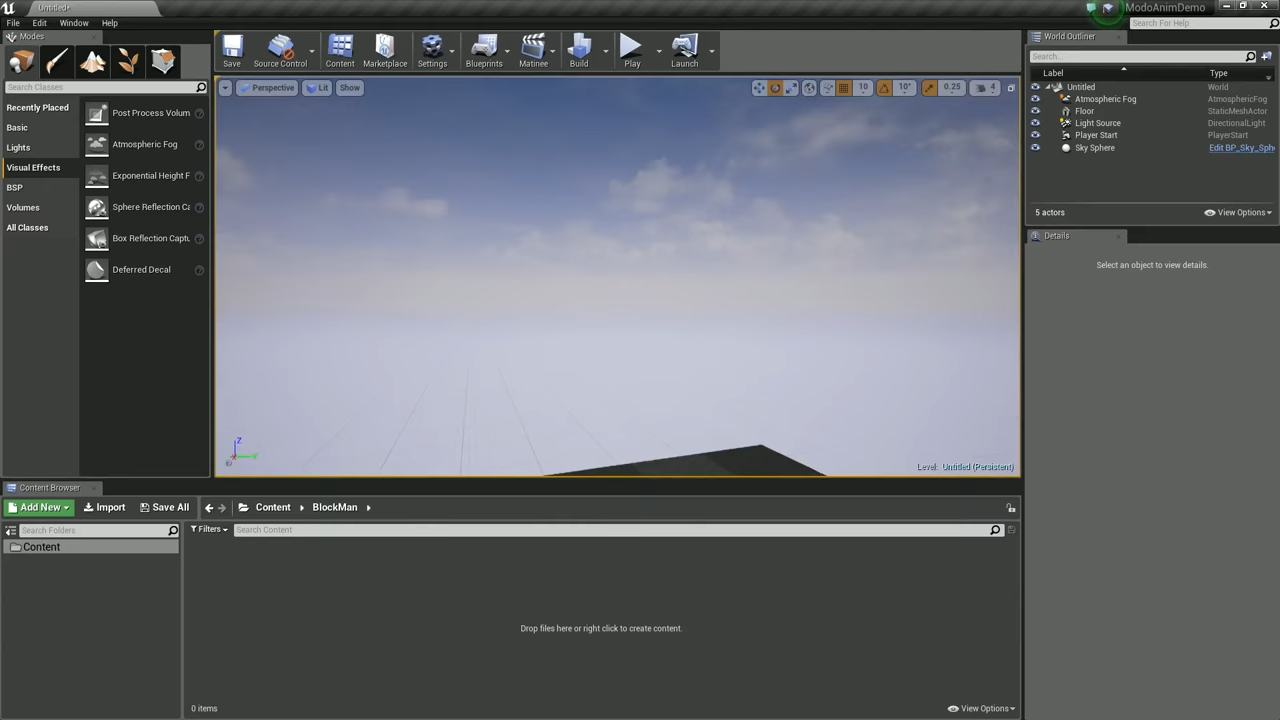 Untitled*
ModoAnimDemo
File Edit Window Help
Search For Help
Modes
Search Classes
Recently Placed
Basic
Lights
Visual Effects
BSP
Volumes
All Classes
Post Process Volum
Atmospheric Fog
Exponential Height F
Sphere Reflection Ca
Box Reflection Captu
Deferred Decal
Save
Source Control
Content
Marketplace
Settings
Blueprints
Matinee
Build
Play
Launch
Perspective Lit Show
10 10° 0.25 4
Z
Level: Untitled (Persistent)
World Outliner
Search...
Label Type
Untitled World
Atmospheric Fog AtmosphericFog
Floor StaticMeshActor
Light Source DirectionalLight
Player Start PlayerStart
Sky Sphere Edit BP_Sky_Sph
5 actors View Options
Details
Select an object to view details.
Content Browser
Add New Import Save All Content BlockMan
Search Folders
Content
Filters Search Content
Drop files here or right click to create content.
0 items View Options